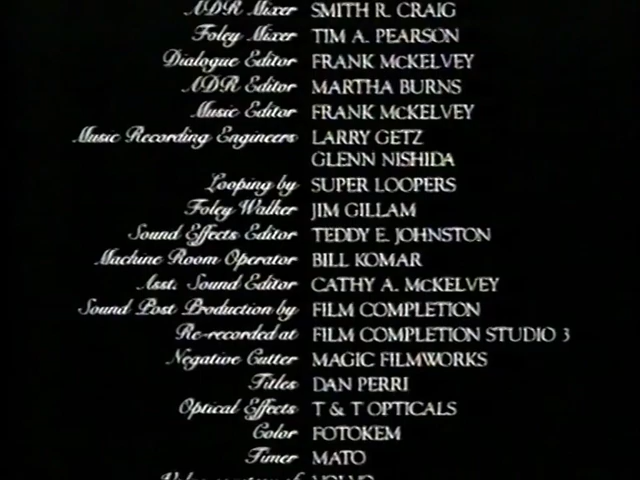 ADR Mixer SMITH R. CRAIG
Foley Mixer TIM A. PEARSON
Dialogue Editor FRANK McKELVEY
ADR Editor MARTHA BURNS
Music Editor FRANK McKELVEY
Music Recording Engineers LARRY GETZ
GLENN NISHIDA
Looping by SUPER LOOPERS
Foley Walker JIM GILLAM
Sound Effects Editor TEDDY E. JOHNSTON
Machine Room Operator BILL KOMAR
Asst. Sound Editor CATHY A. McKELVEY
Sound Post Production by FILM COMPLETION
Re-recorded at FILM COMPLETION STUDIO 3
Negative Cutter MAGIC FILMWORKS
Titles DAN PERRI
Optical Effects T & T OPTICALS
Color FOTOKEM
Timer MATO